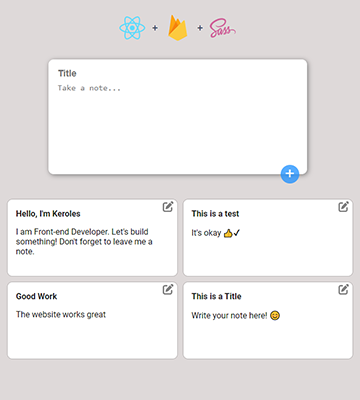 + + Sass
Title
Take a note...
+
Hello, I'm Keroles
I am Front-end Developer. Let's build
something! Don't forget to leave me a
note.
This is a test
It's okay 👍✔
Good Work
The website works great
This is a Title
Write your note here! 😊